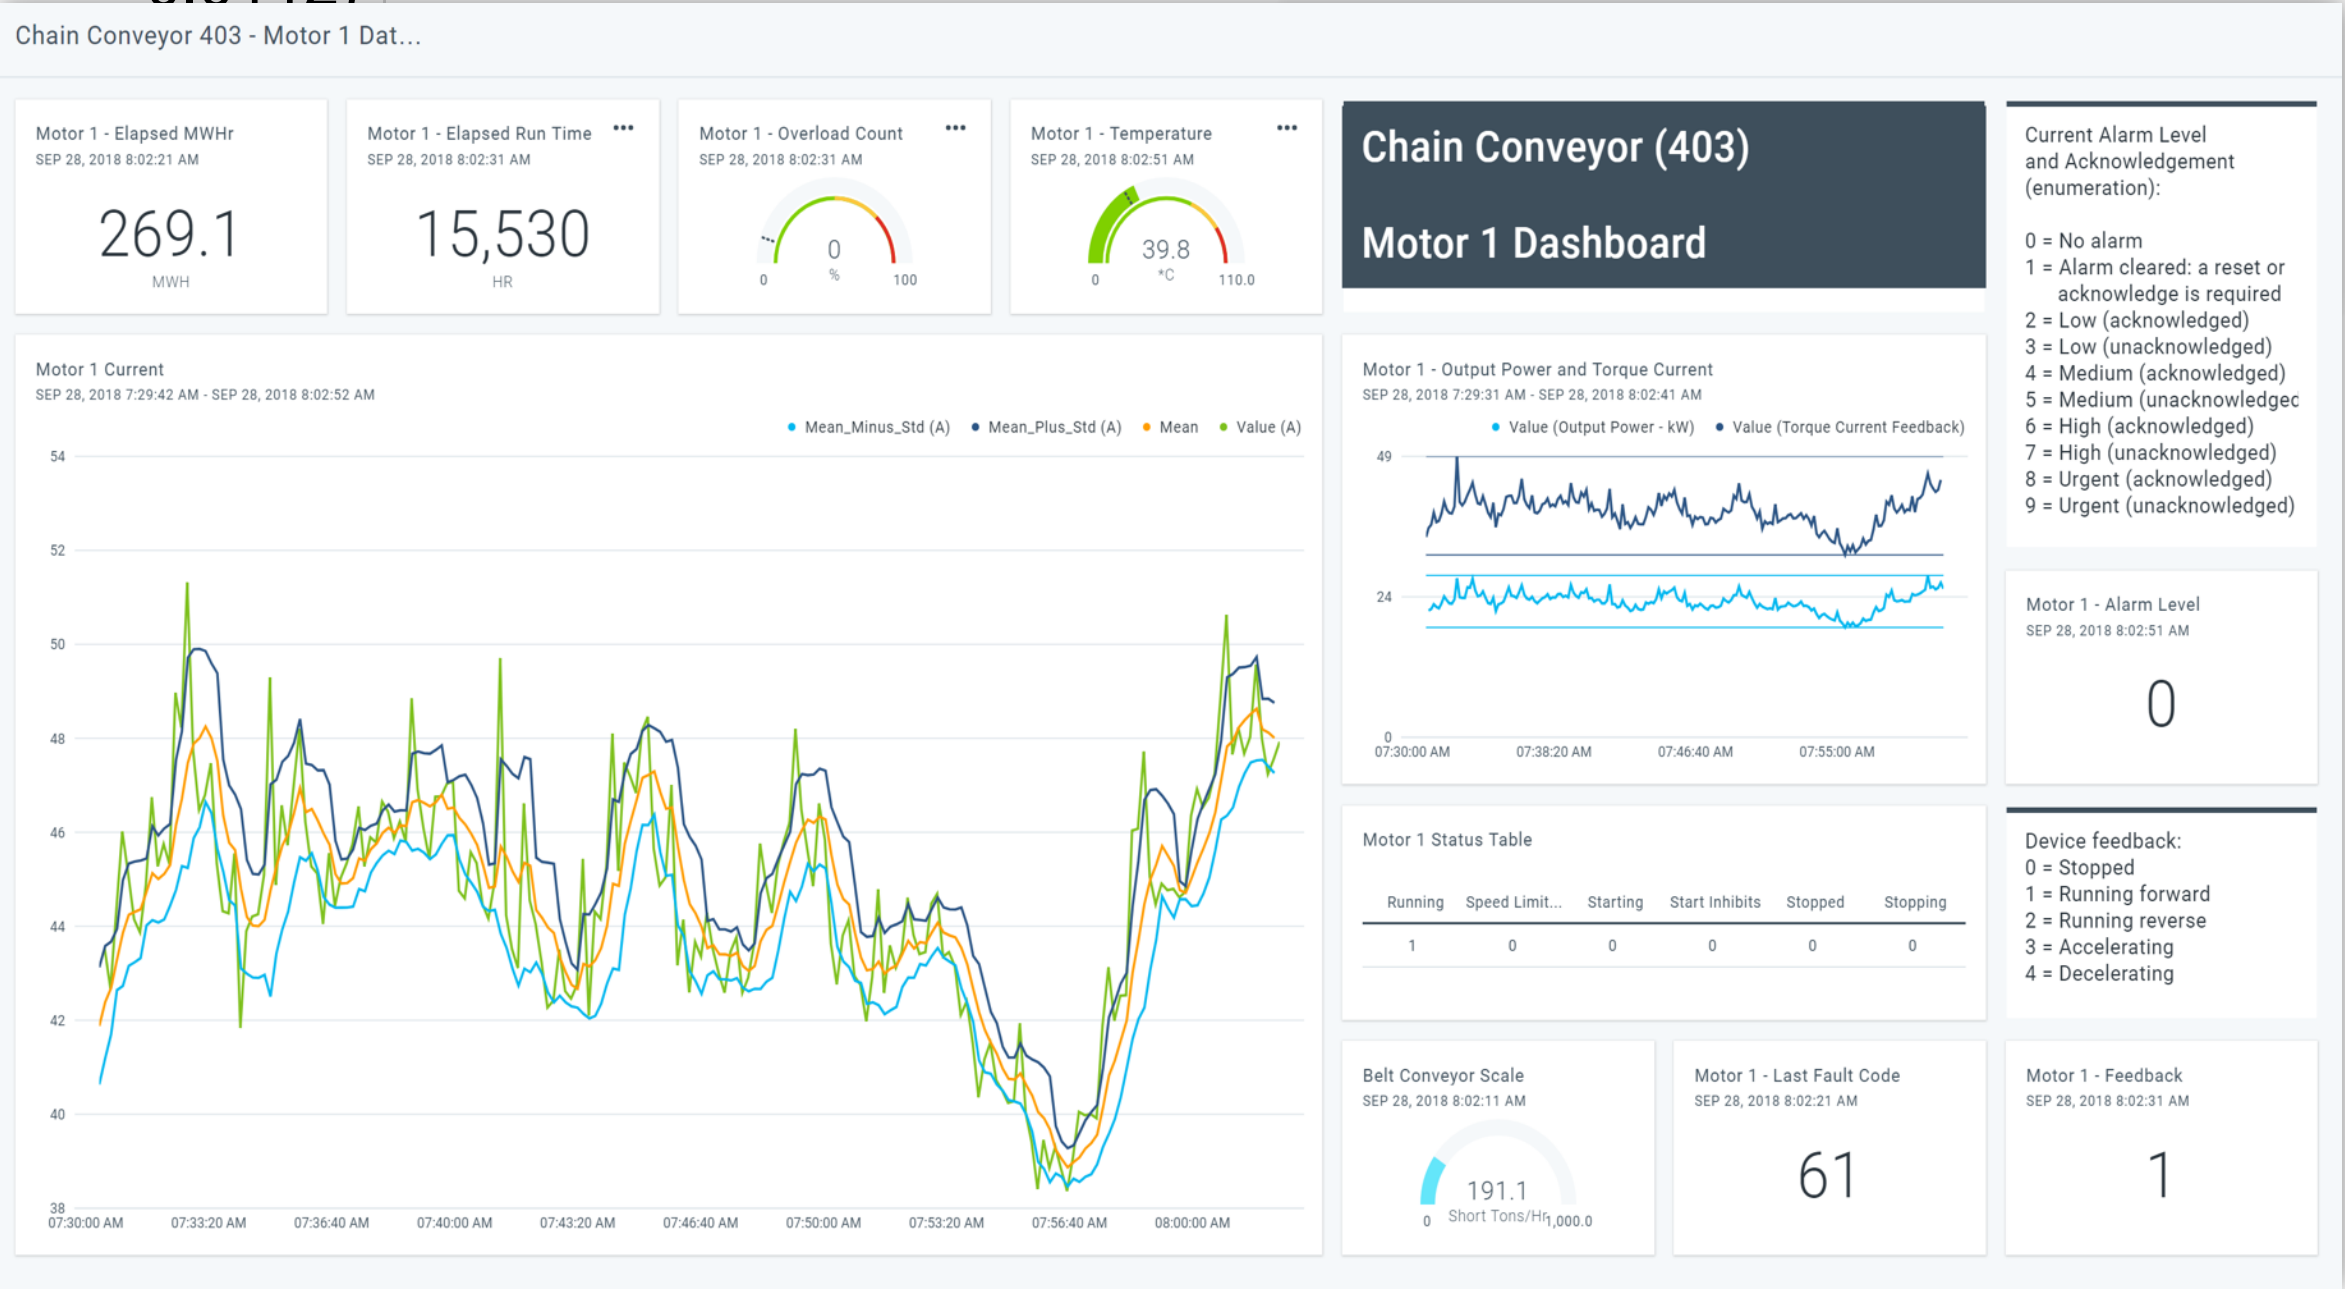 Chain Conveyor 403 - Motor 1 Dat...
Motor 1 - Elapsed MWHr
SEP 28, 2018 8:02:21 AM
269.1
MWH
Motor 1 - Elapsed Run Time
SEP 28, 2018 8:02:31 AM
15,530
HR
Motor 1 - Overload Count
SEP 28, 2018 8:02:31 AM
0
%
0
100
Motor 1 - Temperature
SEP 28, 2018 8:02:51 AM
39.8
*C
0
110.0
Chain Conveyor (403)
Motor 1 Dashboard
Current Alarm Level
and Acknowledgement
(enumeration):
0 = No alarm
1 = Alarm cleared: a reset or
acknowledge is required
2 = Low (acknowledged)
3 = Low (unacknowledged)
4 = Medium (acknowledged)
5 = Medium (unacknowledged
6 = High (acknowledged)
7 = High (unacknowledged)
8 = Urgent (acknowledged)
9 = Urgent (unacknowledged)
Motor 1 Current
SEP 28, 2018 7:29:42 AM - SEP 28, 2018 8:02:52 AM
Mean_Minus_Std (A) Mean_Plus_Std (A) Mean Value (A)
54
52
50
48
46
44
42
40
38
07:30:00 AM 07:33:20 AM 07:36:40 AM 07:40:00 AM 07:43:20 AM 07:46:40 AM 07:50:00 AM 07:53:20 AM 07:56:40 AM 08:00:00 AM
Motor 1 - Output Power and Torque Current
SEP 28, 2018 7:29:31 AM - SEP 28, 2018 8:02:41 AM
Value (Output Power - kW) Value (Torque Current Feedback)
49
24
0
07:30:00 AM 07:38:20 AM 07:46:40 AM 07:55:00 AM
Motor 1 - Alarm Level
SEP 28, 2018 8:02:51 AM
0
Motor 1 Status Table
Running Speed Limit... Starting Start Inhibits Stopped Stopping
1 0 0 0 0 0
Device feedback:
0 = Stopped
1 = Running forward
2 = Running reverse
3 = Accelerating
4 = Decelerating
Belt Conveyor Scale
SEP 28, 2018 8:02:11 AM
191.1
Short Tons/Hr
0
1,000.0
Motor 1 - Last Fault Code
SEP 28, 2018 8:02:21 AM
61
Motor 1 - Feedback
SEP 28, 2018 8:02:31 AM
1